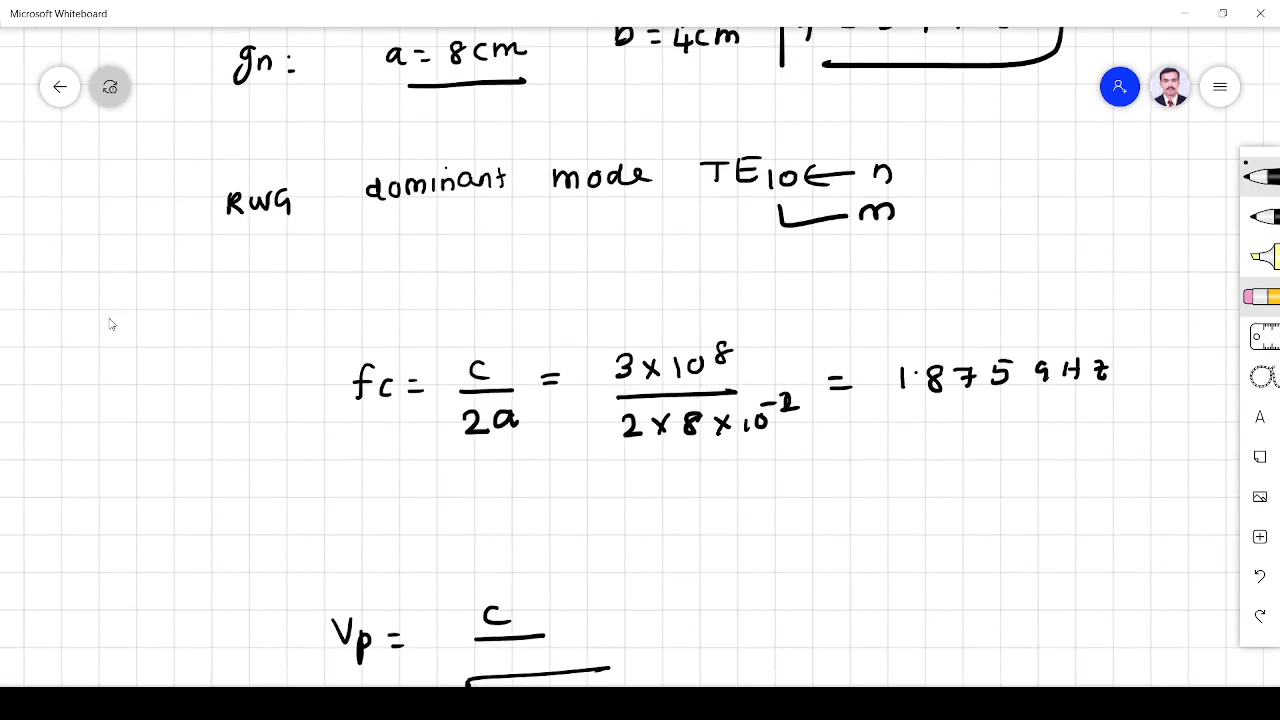 Microsoft Whiteboard
gn: a = 8cm b = 4cm
RWG dominant mode TE10 ← n
m
fc = c / 2a = 3 x 10^8 / 2 x 8 x 10^-2 = 1.875 GHz
Vp = c
A